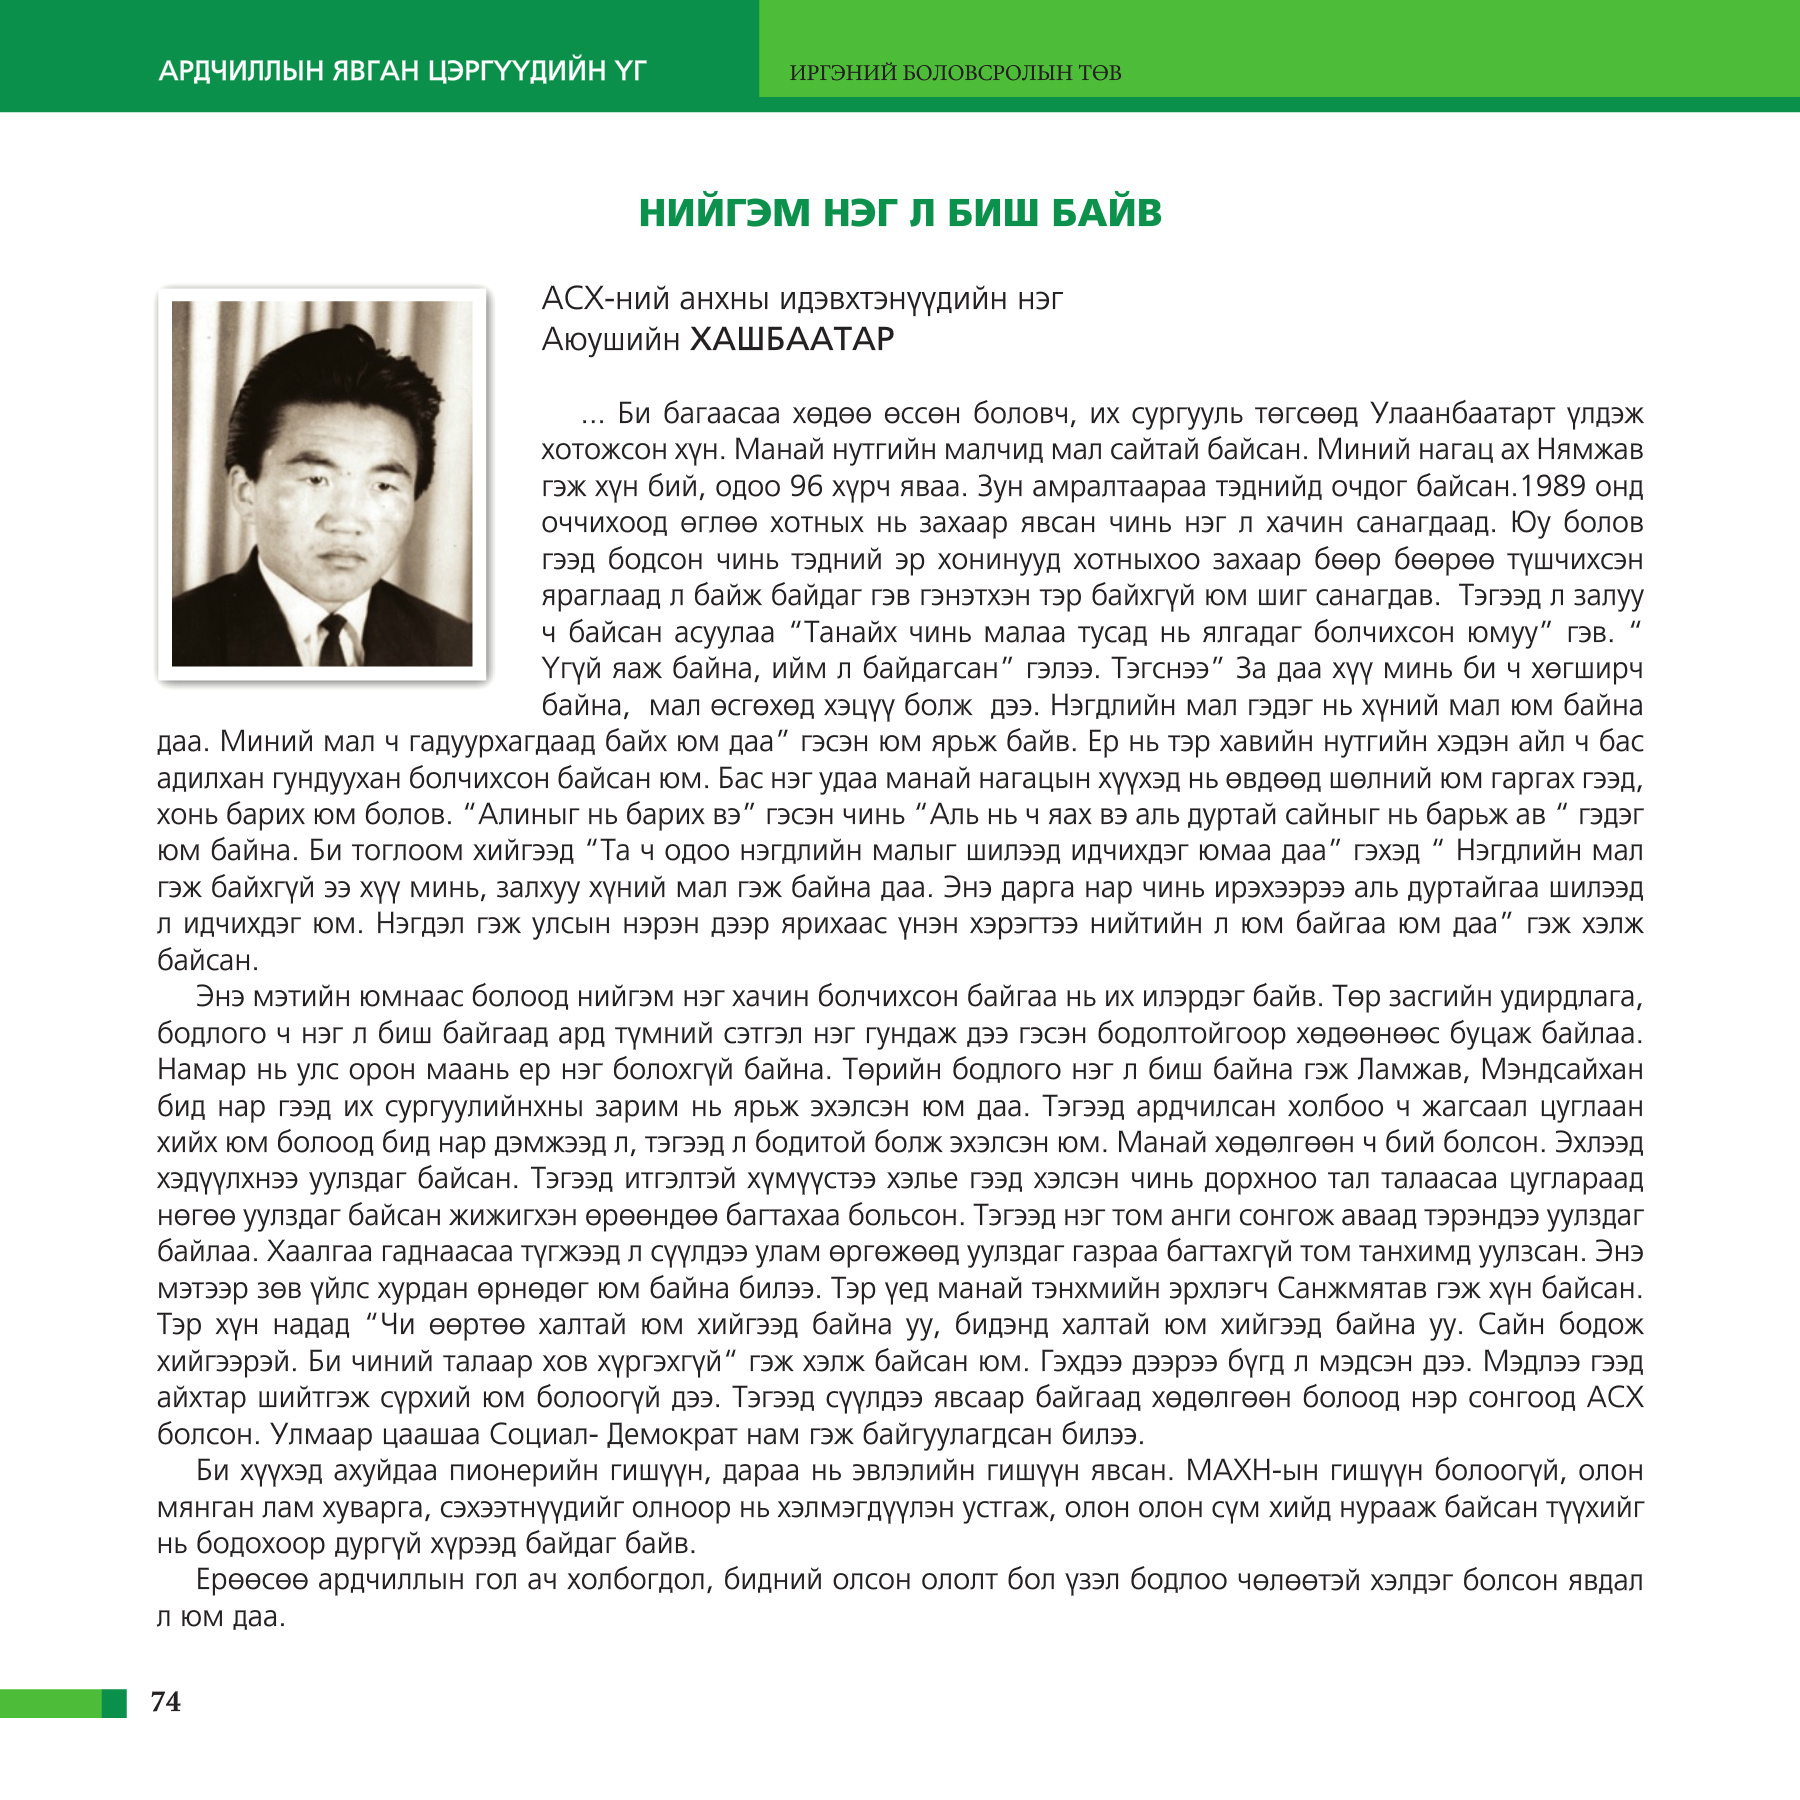 АРДЧИЛЛЫН ЯВГАН ЦЭРГҮҮДИЙН ҮГ
ИРГЭНИЙ БОЛОВСРОЛЫН ТӨВ
НИЙГЭМ НЭГ Л БИШ БАЙВ
АСХ-ний анхны идэвхтэнүүдийн нэг
Аюушийн ХАШБААТАР
... Би багаасаа хөдөө өссөн боловч, их сургууль төгсөөд Улаанбаатарт үлдэж
хотожсон хүн. Манай нутгийн малчид мал сайтай байсан. Миний нагац ах Нямжав
гэж хүн бий, одоо 96 хүрч яваа. Зун амралтаараа тэднийд очдог байсан.1989 онд
оччихоод өглөө хотных нь захаар явсан чинь нэг л хачин санагдаад. Юу болов
гээд бодсон чинь тэдний эр хонинууд хотныхоо захаар бөөр бөөрөө түшчихсэн
яраглаад л байж байдаг гэв гэнэтхэн тэр байхгүй юм шиг санагдав.  Тэгээд л залуу
ч байсан асуулаа “Танайх чинь малаа тусад нь ялгадаг болчихсон юмуу” гэв. “
Үгүй яаж байна, ийм л байдагсан” гэлээ. Тэгснээ” За даа хүү минь би ч хөгширч
байна,  мал өсгөхөд хэцүү болж  дээ. Нэгдлийн мал гэдэг нь хүний мал юм байна
даа. Миний мал ч гадуурхагдаад байх юм даа” гэсэн юм ярьж байв. Ер нь тэр хавийн нутгийн хэдэн айл ч бас
адилхан гундуухан болчихсон байсан юм. Бас нэг удаа манай нагацын хүүхэд нь өвдөөд шөлний юм гаргах гээд,
хонь барих юм болов. “Алиныг нь барих вэ” гэсэн чинь “Аль нь ч яах вэ аль дуртай сайныг нь барьж ав “ гэдэг
юм байна. Би тоглоом хийгээд “Та ч одоо нэгдлийн малыг шилээд идчихдэг юмаа даа” гэхэд “ Нэгдлийн мал
гэж байхгүй ээ хүү минь, залхуу хүний мал гэж байна даа. Энэ дарга нар чинь ирэхээрээ аль дуртайгаа шилээд
л идчихдэг юм. Нэгдэл гэж улсын нэрэн дээр ярихаас үнэн хэрэгтээ нийтийн л юм байгаа юм даа” гэж хэлж
байсан.
Энэ мэтийн юмнаас болоод нийгэм нэг хачин болчихсон байгаа нь их илэрдэг байв. Төр засгийн удирдлага,
бодлого ч нэг л биш байгаад ард түмний сэтгэл нэг гундаж дээ гэсэн бодолтойгоор хөдөөнөөс буцаж байлаа.
Намар нь улс орон маань ер нэг болохгүй байна. Төрийн бодлого нэг л биш байна гэж Ламжав, Мэндсайхан
бид нар гээд их сургуулийнхны зарим нь ярьж эхэлсэн юм даа. Тэгээд ардчилсан холбоо ч жагсаал цуглаан
хийх юм болоод бид нар дэмжээд л, тэгээд л бодитой болж эхэлсэн юм. Манай хөдөлгөөн ч бий болсон. Эхлээд
хэдүүлхнээ уулздаг байсан. Тэгээд итгэлтэй хүмүүстээ хэлье гээд хэлсэн чинь дорхноо тал талаасаа цуглараад
нөгөө уулздаг байсан жижигхэн өрөөндөө багтахаа больсон. Тэгээд нэг том анги сонгож аваад тэрэндээ уулздаг
байлаа. Хаалгаа гаднаасаа түгжээд л сүүлдээ улам өргөжөөд уулздаг газраа багтахгүй том танхимд уулзсан. Энэ
мэтээр зөв үйлс хурдан өрнөдөг юм байна билээ. Тэр үед манай тэнхмийн эрхлэгч Санжмятав гэж хүн байсан.
Тэр хүн надад “Чи өөртөө халтай юм хийгээд байна уу, бидэнд халтай юм хийгээд байна уу. Сайн бодож
хийгээрэй. Би чиний талаар хов хүргэхгүй“ гэж хэлж байсан юм. Гэхдээ дээрээ бүгд л мэдсэн дээ. Мэдлээ гээд
айхтар шийтгэж сүрхий юм болоогүй дээ. Тэгээд сүүлдээ явсаар байгаад хөдөлгөөн болоод нэр сонгоод АСХ
болсон. Улмаар цаашаа Социал- Демократ нам гэж байгуулагдсан билээ.
Би хүүхэд ахуйдаа пионерийн гишүүн, дараа нь эвлэлийн гишүүн явсан. МАХН-ын гишүүн болоогүй, олон
мянган лам хуварга, сэхээтнүүдийг олноор нь хэлмэгдүүлэн устгаж, олон олон сүм хийд нурааж байсан түүхийг
нь бодохоор дургүй хүрээд байдаг байв.
Ерөөсөө ардчиллын гол ач холбогдол, бидний олсон ололт бол үзэл бодлоо чөлөөтэй хэлдэг болсон явдал
л юм даа.
74